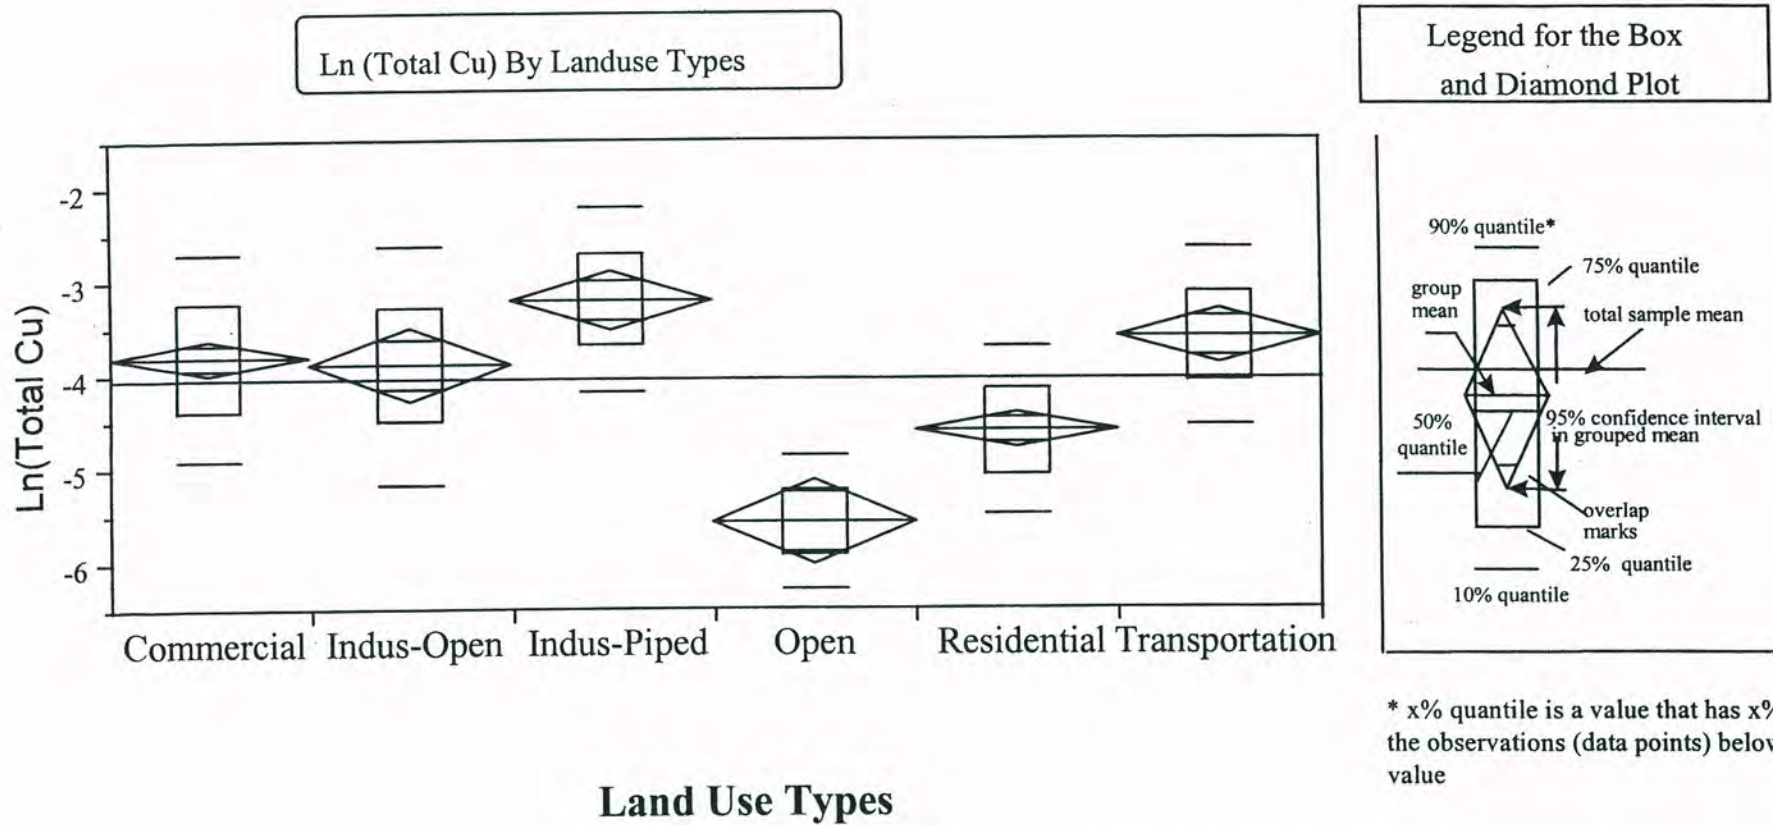 Ln (Total Cu) By Landuse Types
Legend for the Box
and Diamond Plot
Ln(Total Cu)
-2
-3
-4
-5
-6
Commercial Indus-Open Indus-Piped Open Residential Transportation
Land Use Types
90% quantile*
75% quantile
group
mean
total sample mean
50%
quantile
95% confidence interval
in grouped mean
overlap
marks
25% quantile
10% quantile
* x% quantile is a value that has x%
the observations (data points) below
value